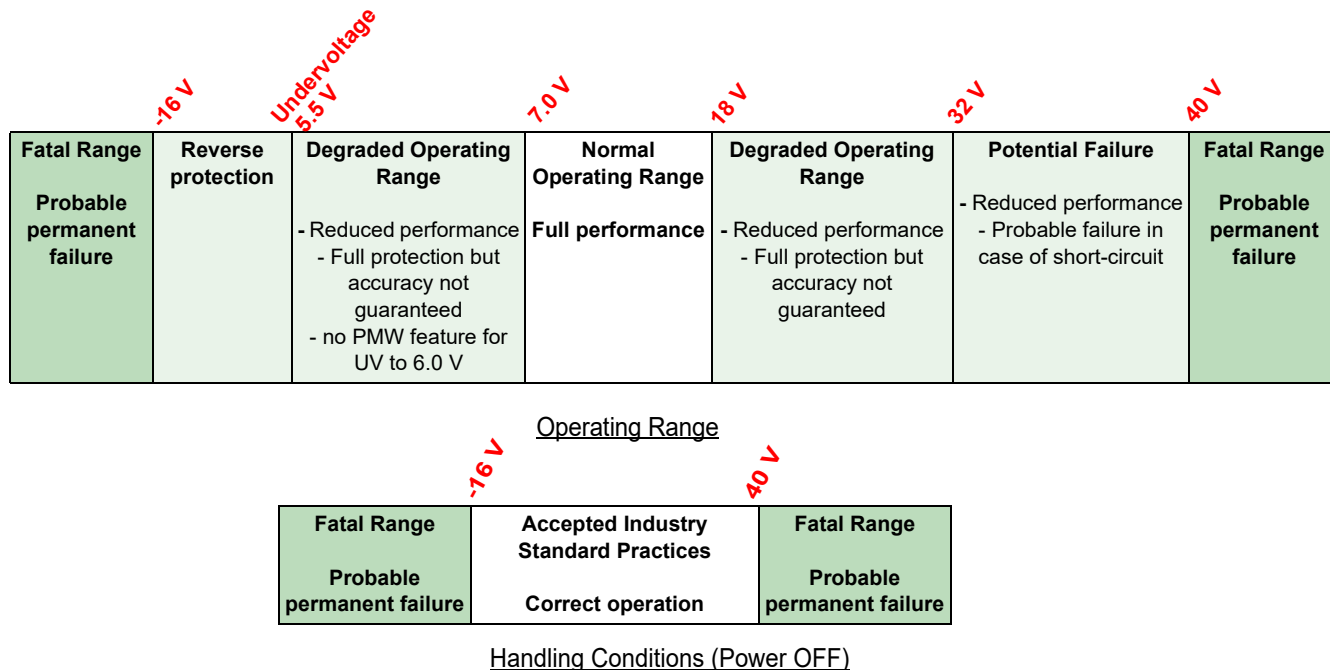 -16 V
Undervoltage
5.5 V
7.0 V
18 V
32 V
40 V
Fatal Range
Probable
permanent
failure
Reverse
protection
Degraded Operating
Range
- Reduced performance
- Full protection but
accuracy not
guaranteed
- no PMW feature for
UV to 6.0 V
Normal
Operating Range
Full performance
Degraded Operating
Range
- Reduced performance
- Full protection but
accuracy not
guaranteed
Potential Failure
- Reduced performance
- Probable failure in
case of short-circuit
Fatal Range
Probable
permanent
failure
Operating Range
-16 V
40 V
Fatal Range
Probable
permanent failure
Accepted Industry
Standard Practices
Correct operation
Fatal Range
Probable
permanent failure
Handling Conditions (Power OFF)